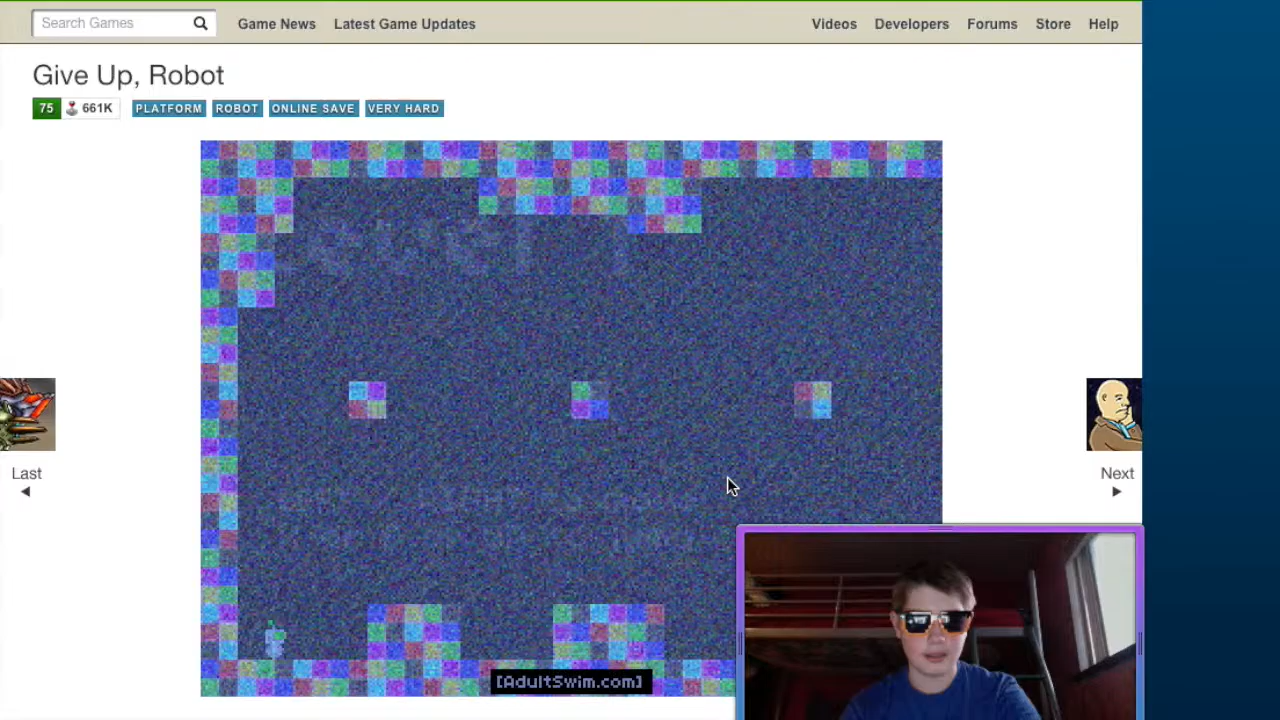 Search Games
Game News
Latest Game Updates
Videos
Developers
Forums
Store
Help
Give Up, Robot
75
661K
PLATFORM
ROBOT
ONLINE SAVE
VERY HARD
Last
Next
[AdultSwim.com]